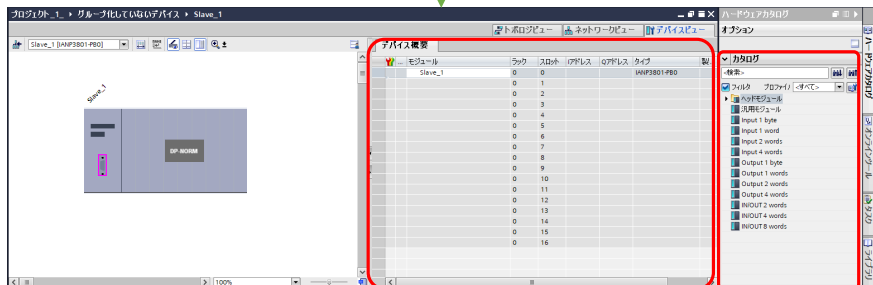 プロジェクト_1_ ▸ グループ化していないデバイス ▸ Slave_1
トポロジビュー ネットワークビュー デバイスビュー
Slave_1 [IANP3801-PB0]
Slave_1
DP-NORM
100%
デバイス概要
... モジュール ラック スロット Iアドレス Qアドレス タイプ 製
Slave_1 0 0 IANP3801-PB0
0 1
0 2
0 3
0 4
0 5
0 6
0 7
0 8
0 9
0 10
0 11
0 12
0 13
0 14
0 15
0 16
ハードウェアカタログ
オプション
カタログ
<検索>
フィルタ プロファイ <すべて>
ヘッドモジュール
汎用モジュール
Input 1 byte
Input 1 word
Input 2 words
Input 4 words
Output 1 byte
Output 1 words
Output 2 words
Output 4 words
IN/OUT 2 words
IN/OUT 4 words
IN/OUT 8 words
ハードウェアカタログ
オンラインツール
タスク
ライブラリ